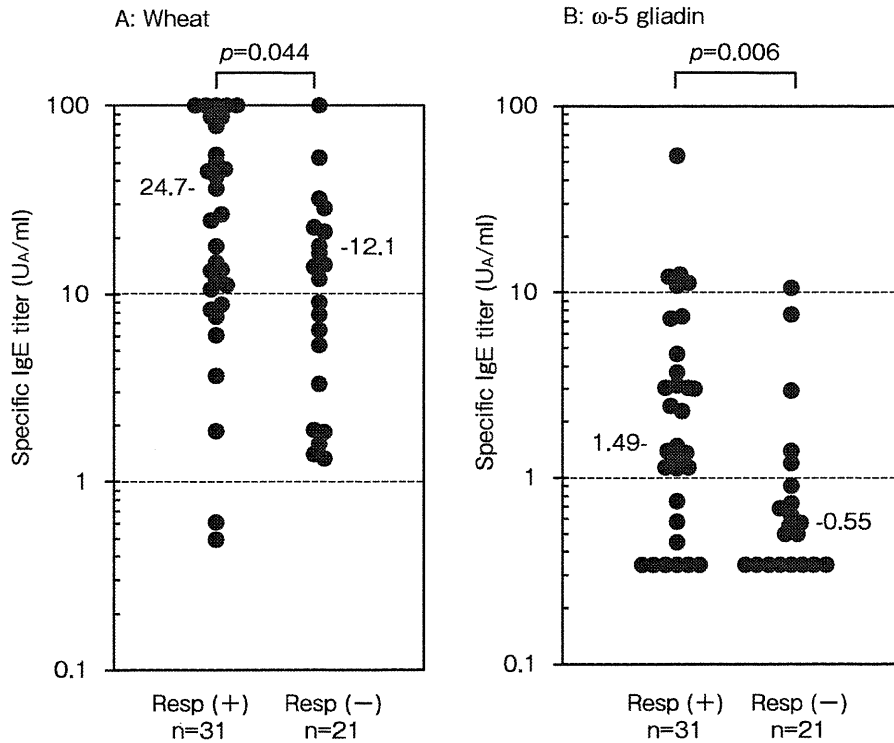 A: Wheat
p=0.044
Specific IgE titer (UA/ml)
100
10
1
0.1
24.7-
-12.1
Resp (+)
n=31
Resp (−)
n=21
B: ω-5 gliadin
p=0.006
Specific IgE titer (UA/ml)
100
10
1
0.1
1.49-
-0.55
Resp (+)
n=31
Resp (−)
n=21